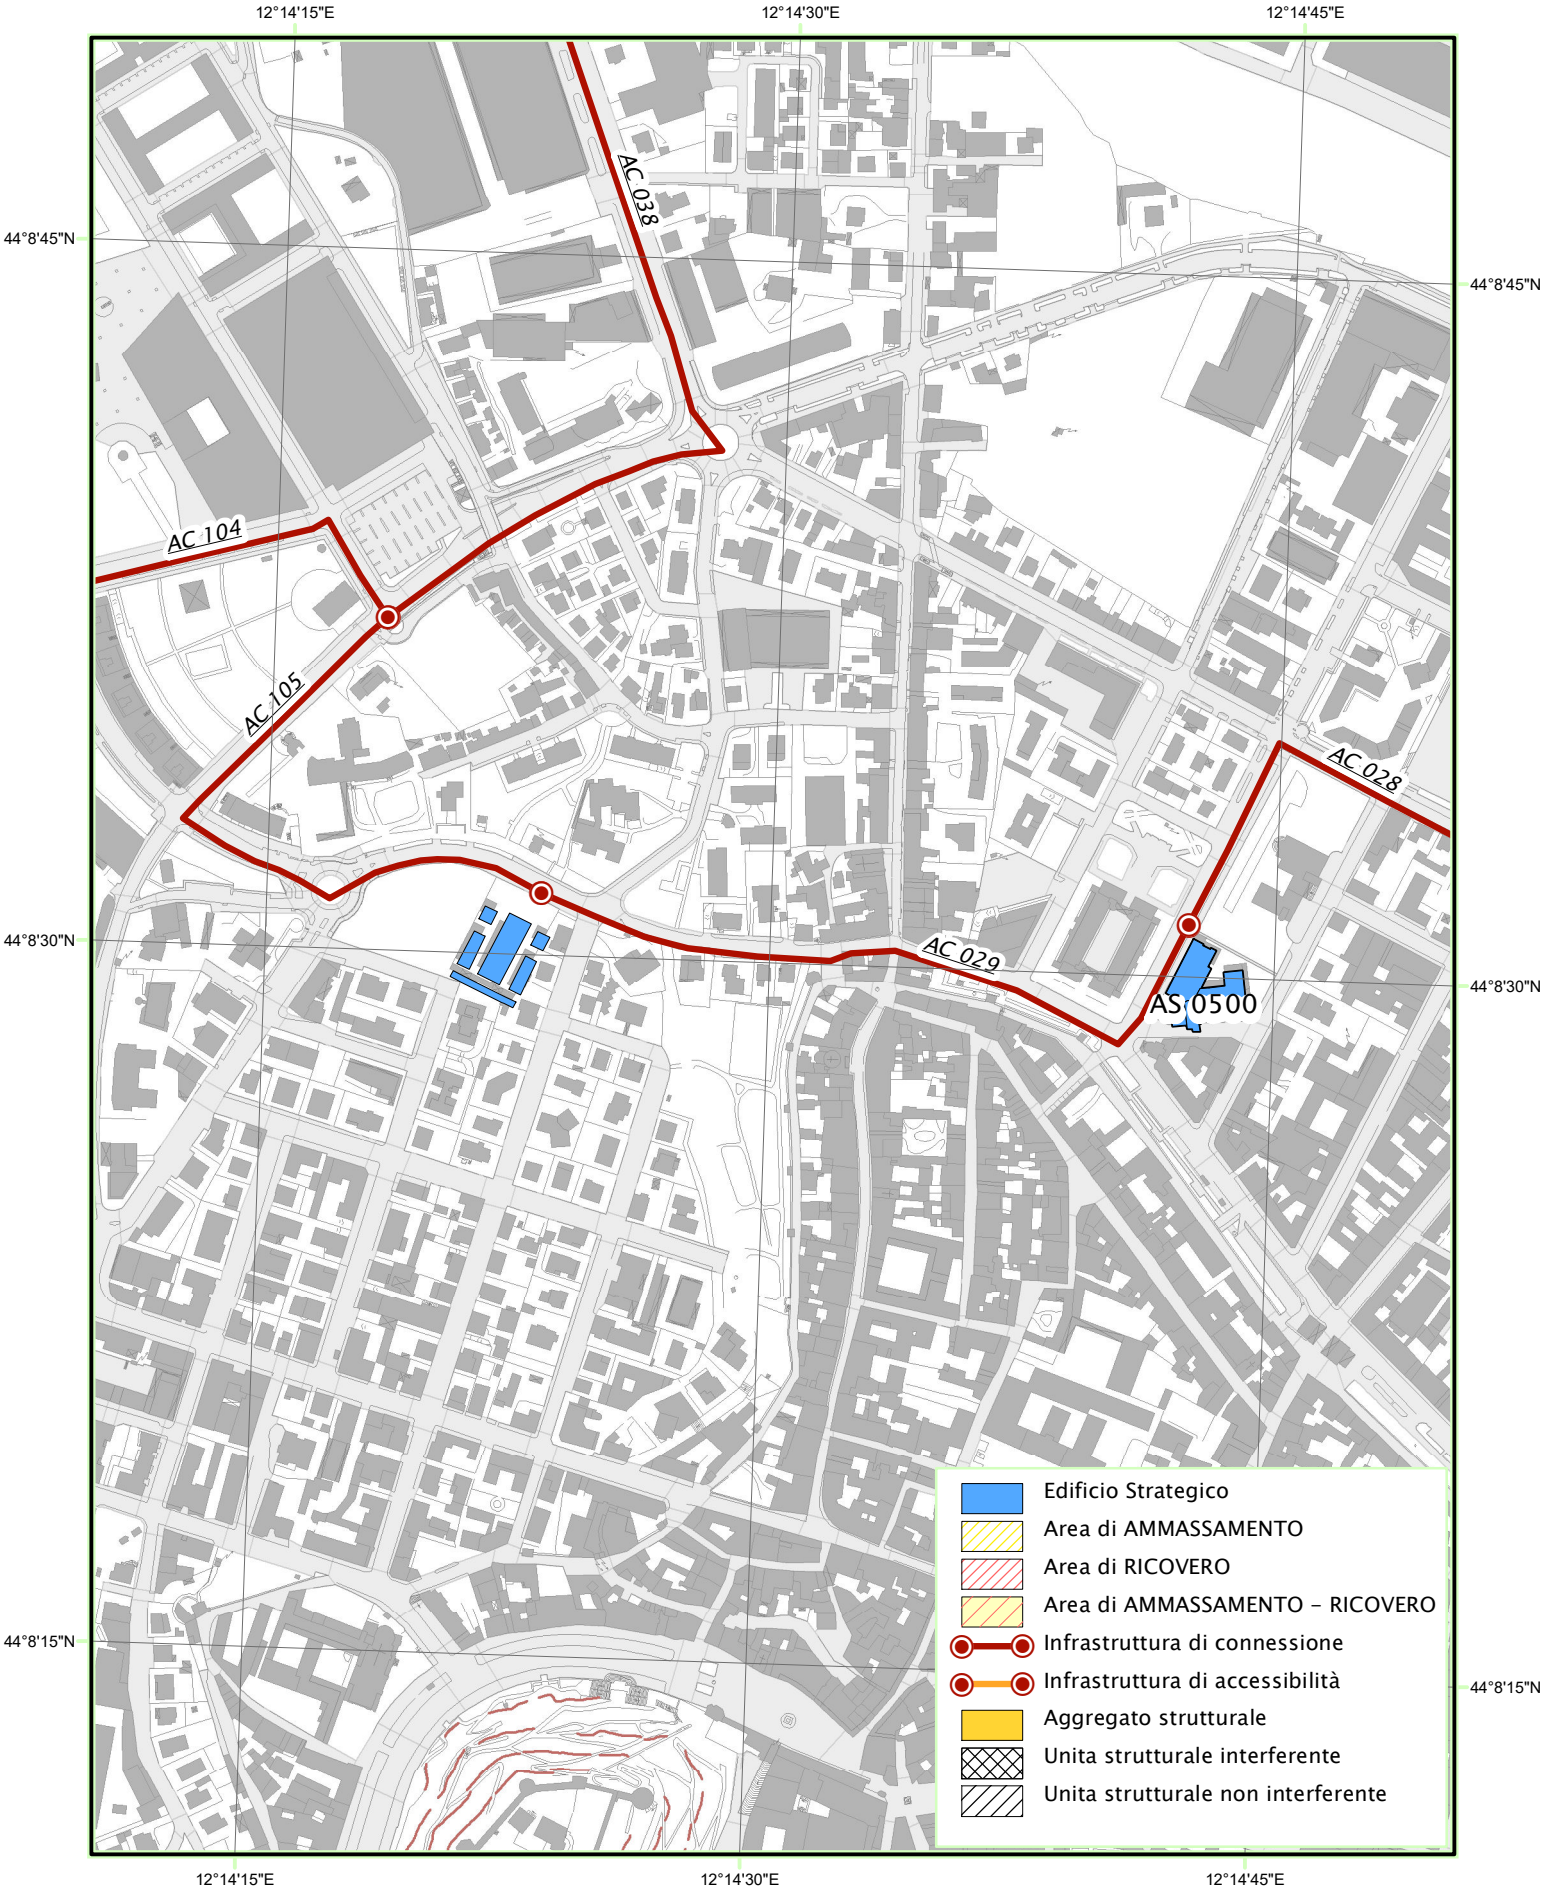 12°14'15"E 12°14'30"E 12°14'45"E
AC 038
44°8'45"N
44°8'45"N
AC 104
AC 105
AC 028
44°8'30"N
AC 029
44°8'30"N
AS 0500
Edificio Strategico
Area di AMMASSAMENTO
Area di RICOVERO
Area di AMMASSAMENTO - RICOVERO
Infrastruttura di connessione
44°8'15"N
Infrastruttura di accessibilità
44°8'15"N
Aggregato strutturale
Unita strutturale interferente
Unita strutturale non interferente
12°14'15"E 12°14'30"E 12°14'45"E